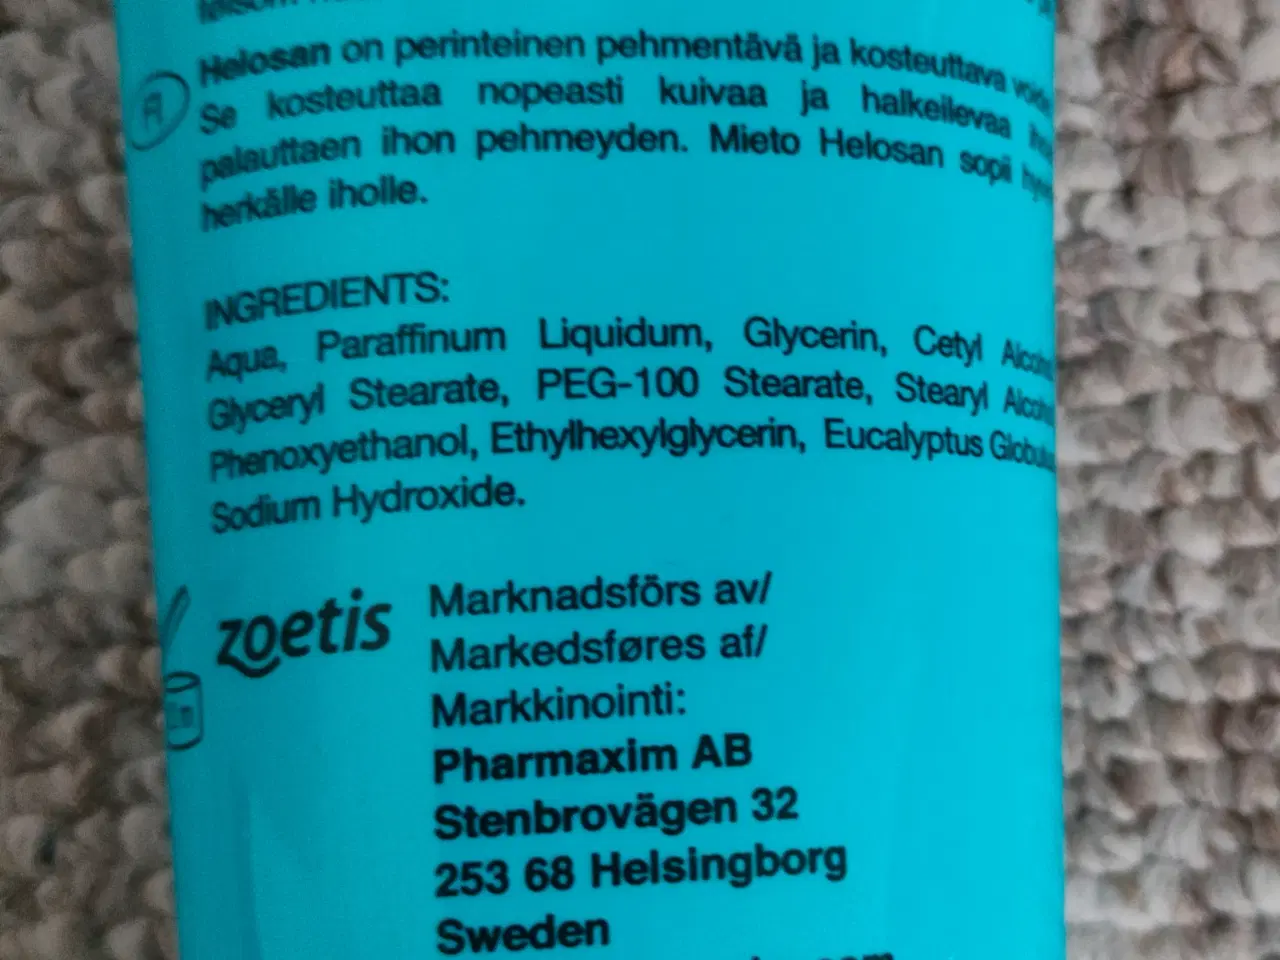 Helosan on perinteinen pehmentävä ja kosteuttava
FI
Se kosteuttaa nopeasti kuivaa ja halkeilevaa
palauttaen ihon pehmeyden. Mieto Helosan sopii
herkälle iholle.
INGREDIENTS:
Aqua, Paraffinum Liquidum, Glycerin, Cetyl
Glyceryl Stearate, PEG-100 Stearate, Stearyl
Phenoxyethanol, Ethylhexylglycerin, Eucalyptus
Sodium Hydroxide.
zoetis
Marknadsförs av/
Markedsføres af/
Markkinointi:
Pharmaxim AB
Stenbrovägen 32
253 68 Helsingborg
Sweden